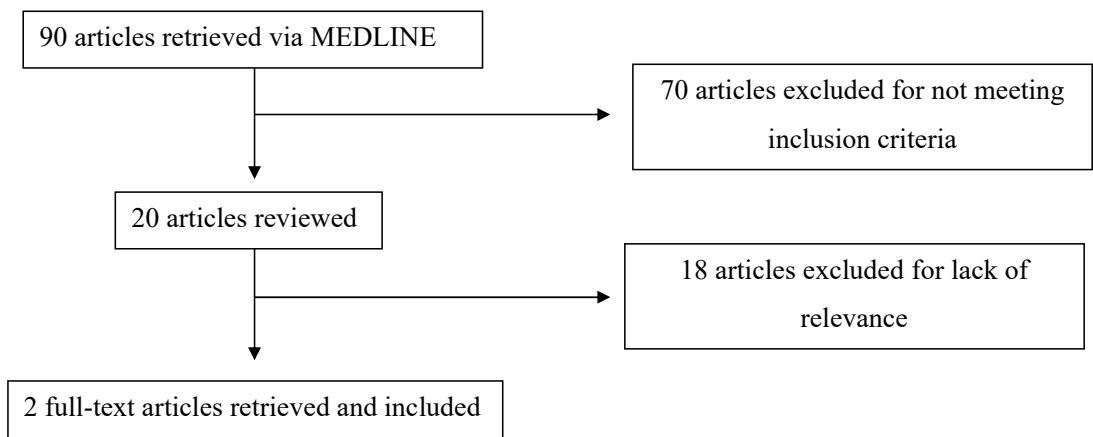 90 articles retrieved via MEDLINE
70 articles excluded for not meeting
inclusion criteria
20 articles reviewed
18 articles excluded for lack of
relevance
2 full-text articles retrieved and included